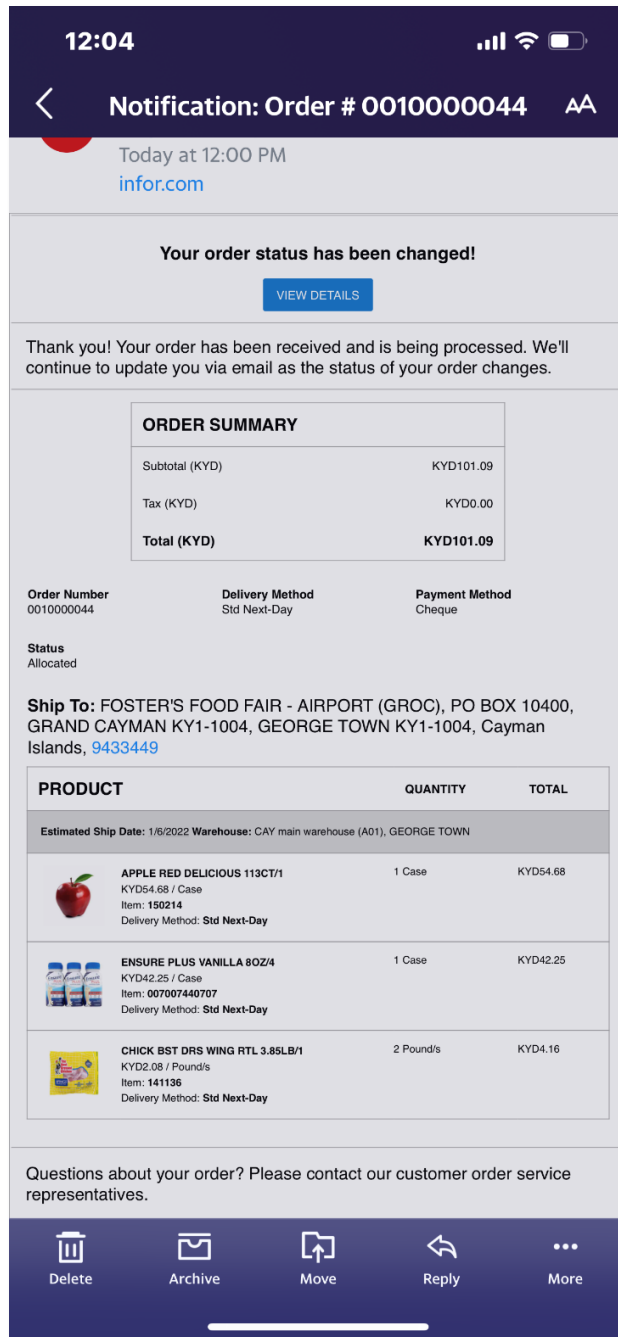 12:04
Notification: Order # 0010000044 AA
Today at 12:00 PM
infor.com
Your order status has been changed!
VIEW DETAILS
Thank you! Your order has been received and is being processed. We'll
continue to update you via email as the status of your order changes.
ORDER SUMMARY
Subtotal (KYD) KYD101.09
Tax (KYD) KYD0.00
Total (KYD) KYD101.09
Order Number Delivery Method Payment Method
0010000044 Std Next-Day Cheque
Status
Allocated
Ship To: FOSTER'S FOOD FAIR - AIRPORT (GROC), PO BOX 10400,
GRAND CAYMAN KY1-1004, GEORGE TOWN KY1-1004, Cayman
Islands, 9433449
PRODUCT QUANTITY TOTAL
Estimated Ship Date: 1/6/2022 Warehouse: CAY main warehouse (A01), GEORGE TOWN
APPLE RED DELICIOUS 113CT/1 1 Case KYD54.68
KYD54.68 / Case
Item: 150214
Delivery Method: Std Next-Day
ENSURE PLUS VANILLA 8OZ/4 1 Case KYD42.25
KYD42.25 / Case
Item: 007007440707
Delivery Method: Std Next-Day
CHICK BST DRS WING RTL 3.85LB/1 2 Pound/s KYD4.16
KYD2.08 / Pound/s
Item: 141136
Delivery Method: Std Next-Day
Questions about your order? Please contact our customer order service
representatives.
Delete Archive Move Reply More